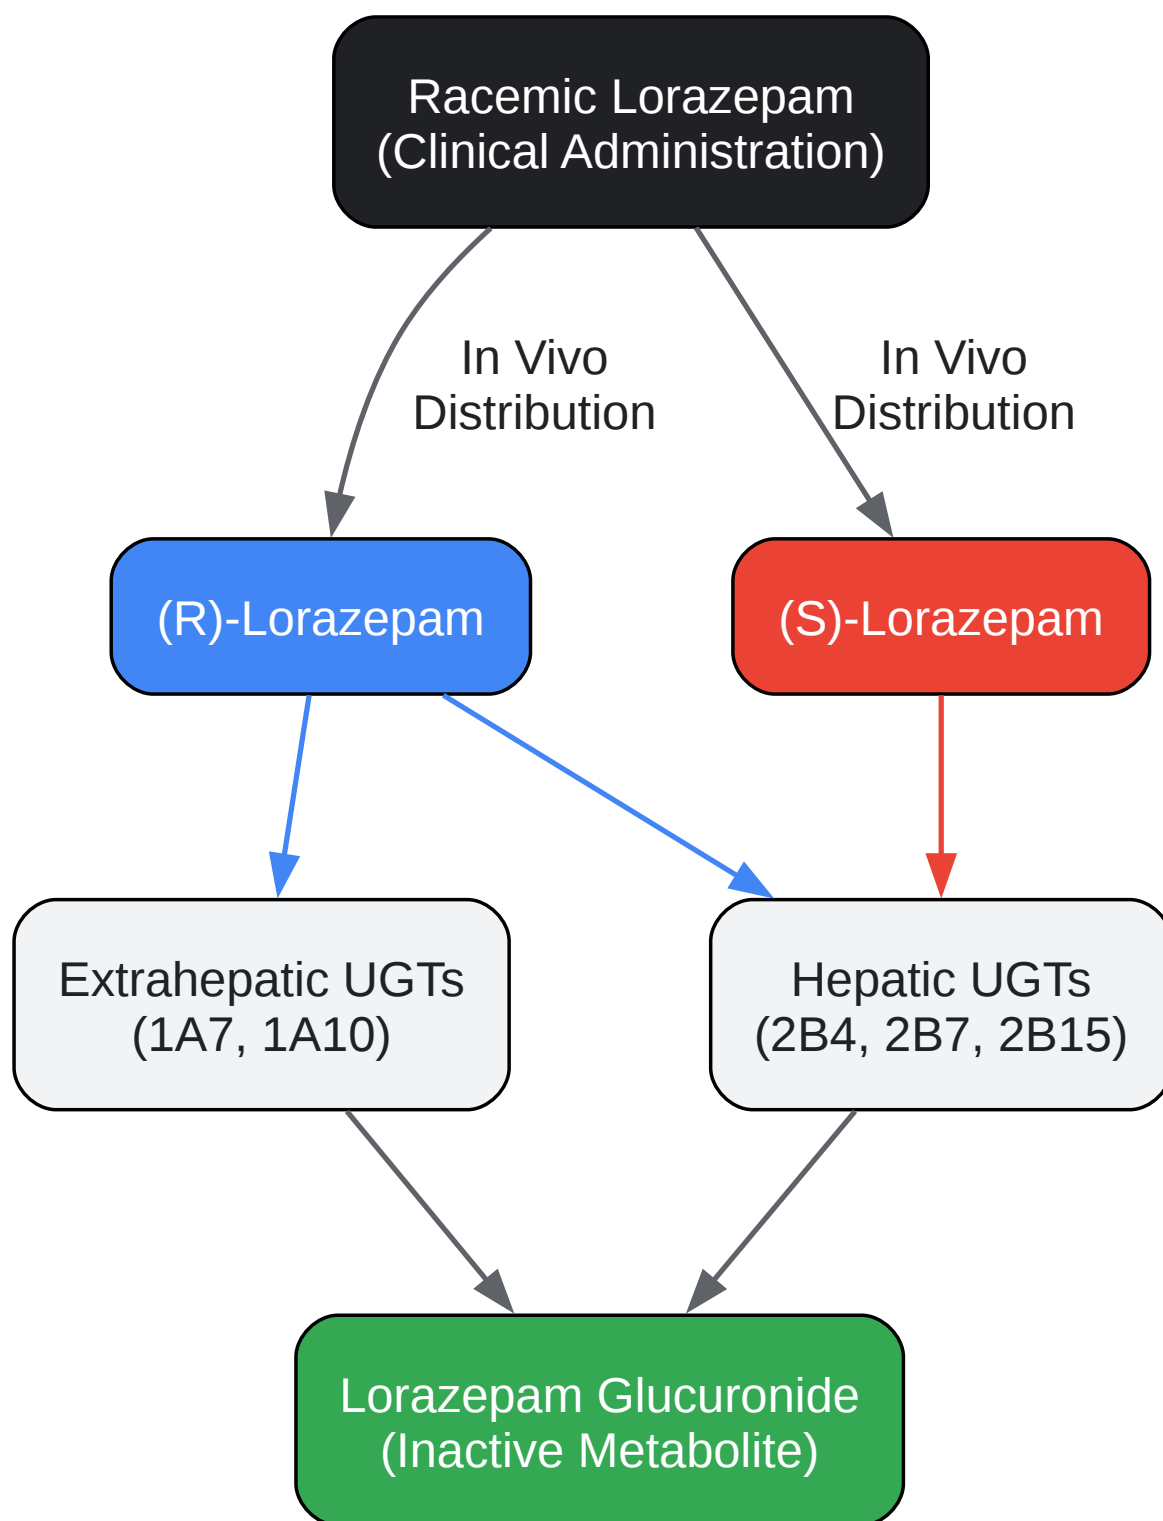 Racemic Lorazepam
(Clinical Administration)
In Vivo
Distribution
In Vivo
Distribution
(R)-Lorazepam
(S)-Lorazepam
Extrahepatic UGTs
(1A7, 1A10)
Hepatic UGTs
(2B4, 2B7, 2B15)
Lorazepam Glucuronide
(Inactive Metabolite)